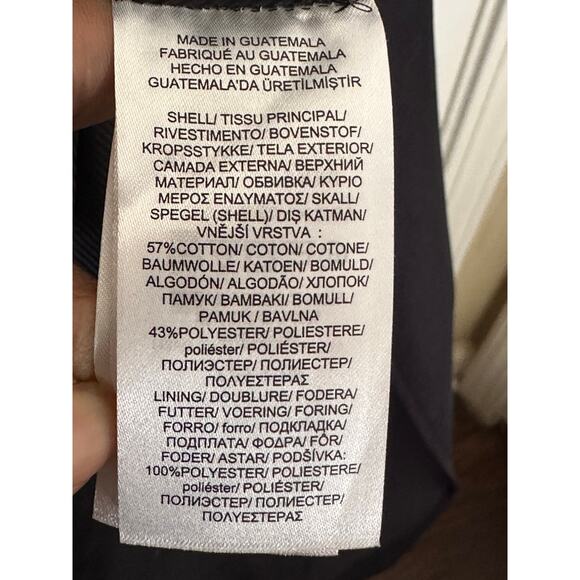 MADE IN GUATEMALA
FABRIQUÉ AU GUATEMALA
HECHO EN GUATEMALA
GUATEMALA'DA ÜRETİLMİŞTİR
SHELL/ TISSU PRINCIPAL/
RIVESTIMENTO/ BOVENSTOF/
KROPSSTYKKE/ TELA EXTERIOR/
CAMADA EXTERNA/ ВЕРХНИЙ
МАТЕРИАЛ/ ОБВИВКА/ ΚΥΡΙΟ
ΜΕΡΟΣ ΕΝΔΥΜΑΤΟΣ/ SKALL/
SPEGEL (SHELL)/ DIŞ KATMAN/
VNĚJŠÍ VRSTVA :
57%COTTON/ COTON/ COTONE/
BAUMWOLLE/ KATOEN/ BOMULD/
ALGODÓN/ ALGODÃO/ ХЛОПОК/
ПАМУК/ ΒΑΜΒΑΚΙ/ BOMULL/
PAMUK / BAVLNA
43%POLYESTER/ POLIESTERE/
poliéster/ POLIÉSTER/
ПОЛИЭСТЕР/ ПОЛИЕСТЕР/
ΠΟΛΥΕΣΤΕΡΑΣ
LINING/ DOUBLURE/ FODERA/
FUTTER/ VOERING/ FORING/
FORRO/ forro/ ПОДКЛАДКА/
ПОДПЛАТА/ ΦΟΔΡΑ/ FÔR/
FODER/ ASTAR/ PODŠÍVKA:
100%POLYESTER/ POLIESTERE/
poliéster/ POLIÉSTER/
ПОЛИЭСТЕР/ ПОЛИЕСТЕР/
ΠΟΛΥΕΣΤΕΡΑΣ